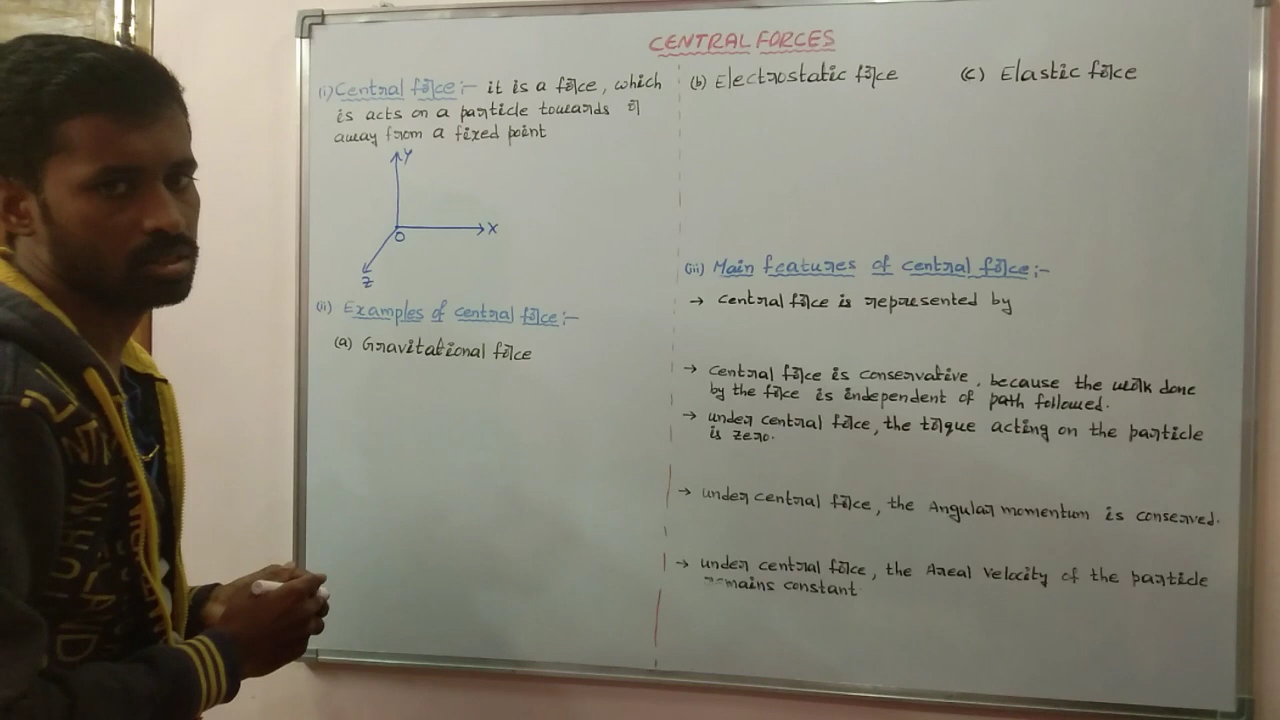 CENTRAL FORCES
(i) Central force :- it is a force, which
is acts on a particle towards or
away from a fixed point
Y
O
X
Z
(ii) Examples of central force :-
(a) Gravitational force
(b) Electrostatic force
(c) Elastic force
(iii) Main features of central force :-
→ central force is represented by
→ central force is conservative, because the work done
by the force is independent of path followed.
→ under central force, the torque acting on the particle
is zero.
→ under central force, the Angular momentum is conserved.
→ under central force, the Areal velocity of the particle
remains constant